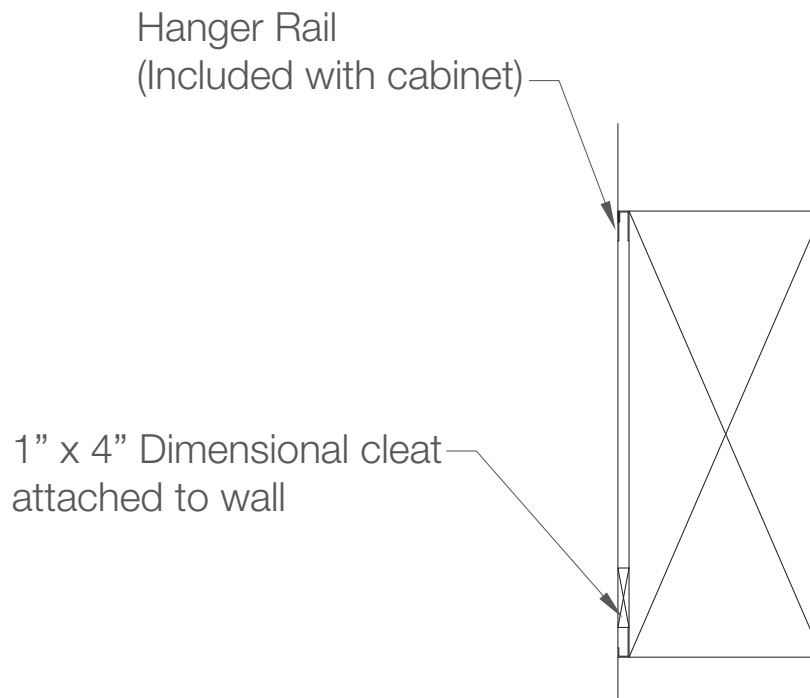 Hanger Rail
(Included with cabinet)
1” x 4” Dimensional cleat
attached to wall